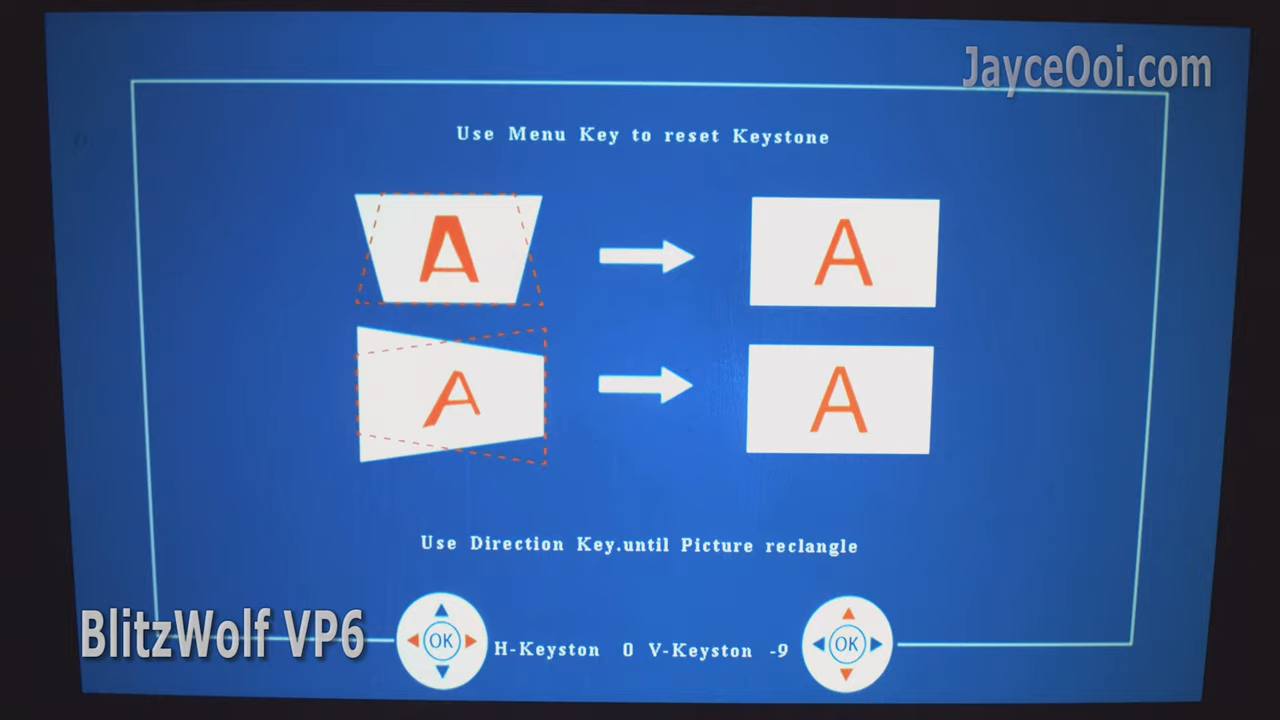 JayceOoi.com
Use Menu Key to reset Keystone
A
A
A
A
Use Direction Key.until Picture reclangle
BlitzWolf VP6
OK
H-Keyston 0 V-Keyston -9
OK